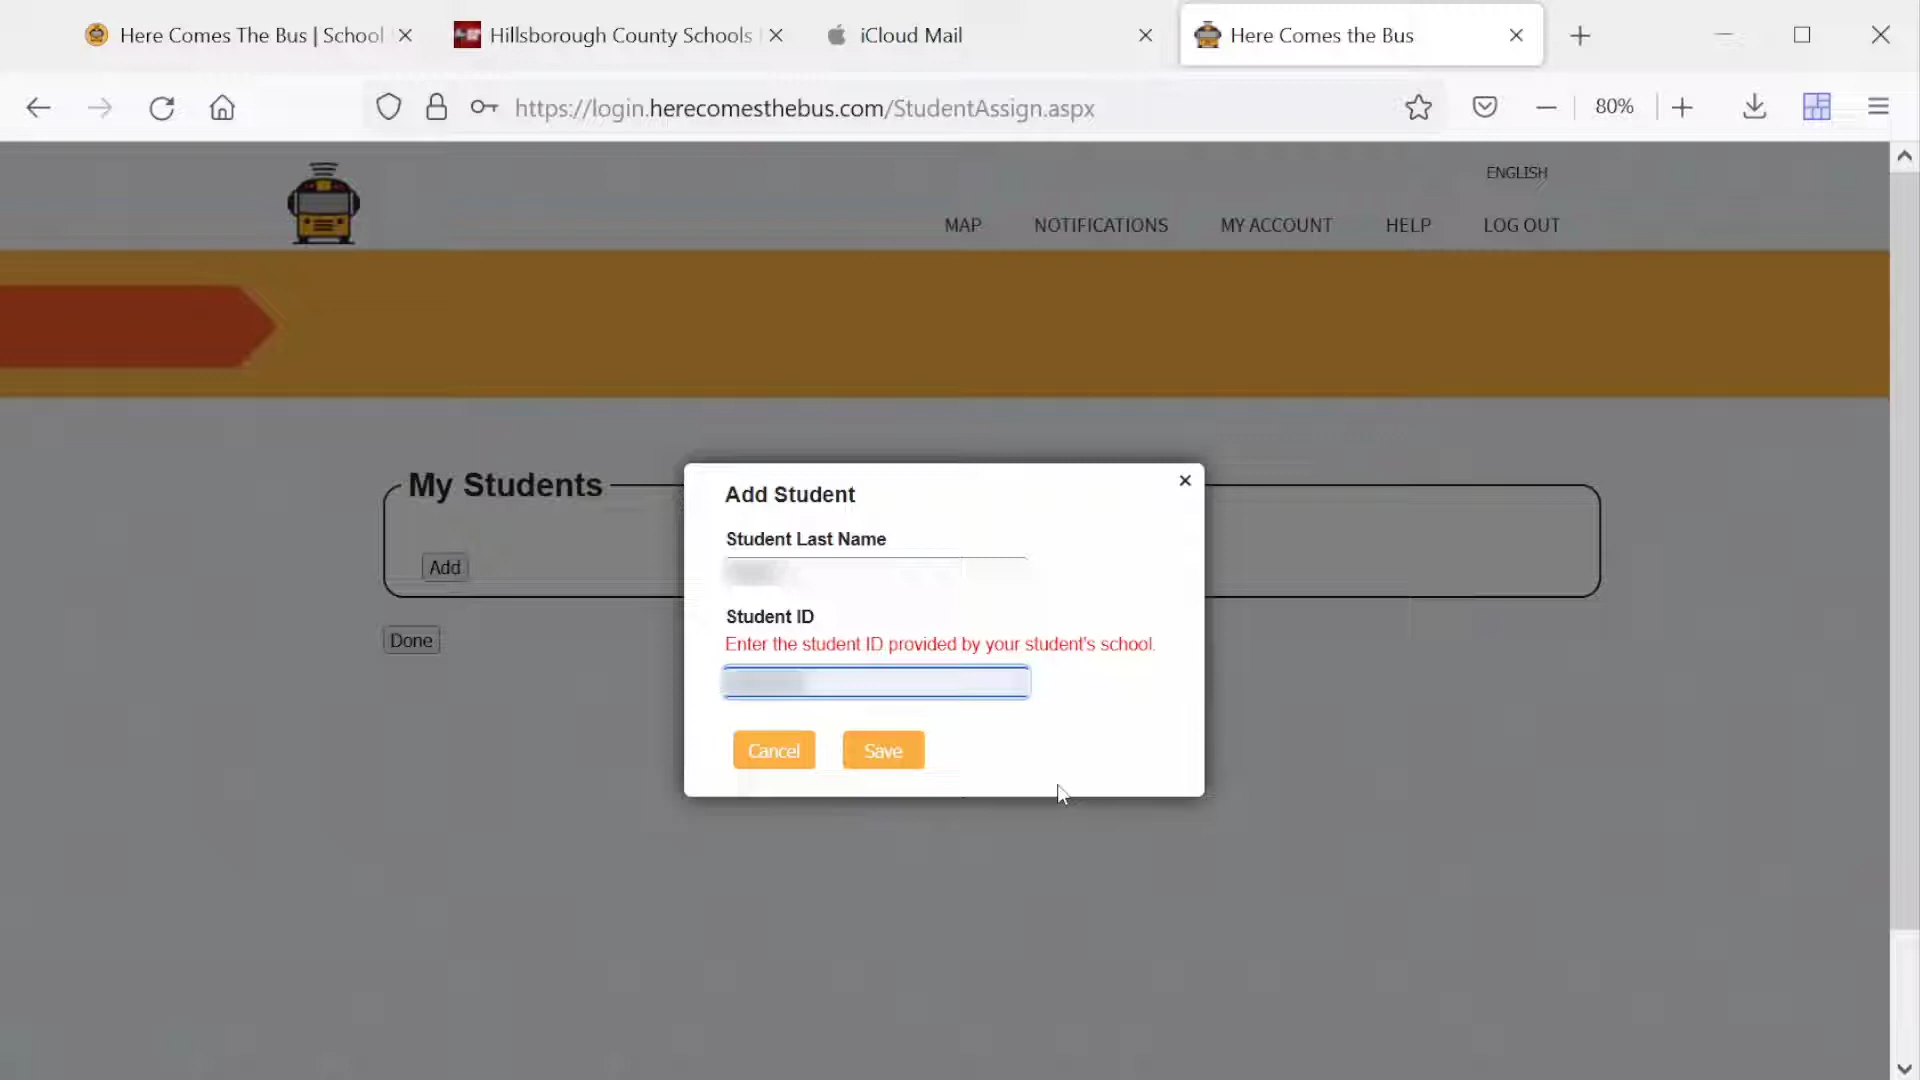 Here Comes The Bus | School
Hillsborough County Schools
iCloud Mail
Here Comes the Bus
https://login.herecomesthebus.com/StudentAssign.aspx
80%
ENGLISH
MAP NOTIFICATIONS MY ACCOUNT HELP LOG OUT
My Students
Add
Done
Add Student
Student Last Name
Student ID
Enter the student ID provided by your student's school.
Cancel Save